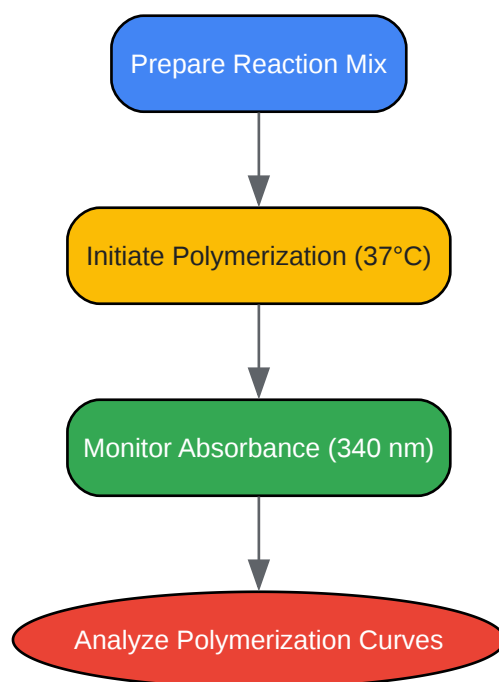 Prepare Reaction Mix
Initiate Polymerization (37°C)
Monitor Absorbance (340 nm)
Analyze Polymerization Curves